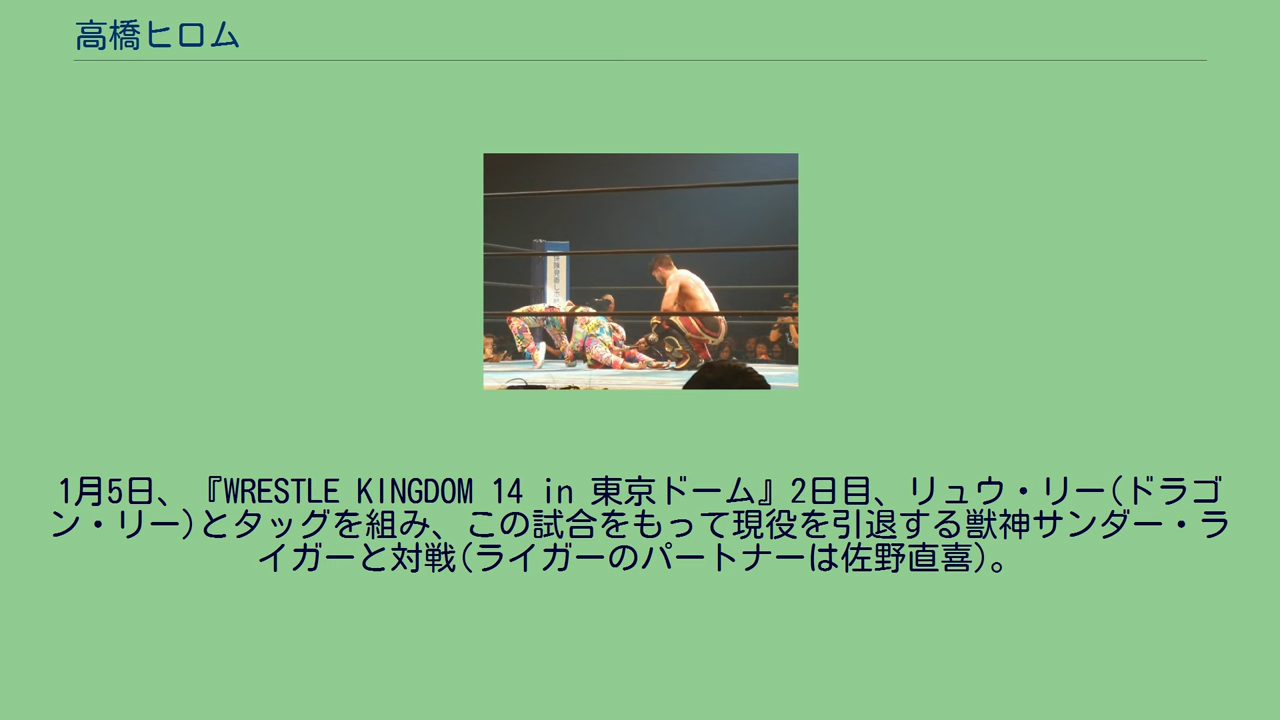 高橋ヒロム
1月5日、『WRESTLE KINGDOM 14 in 東京ドーム』2日目、リュウ・リー(ドラゴ
ン・リー)とタッグを組み、この試合をもって現役を引退する獣神サンダー・ラ
イガーと対戦(ライガーのパートナーは佐野直喜)。